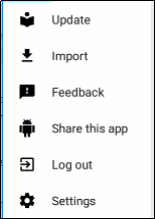 Update
Import
Feedback
Share this app
Log out
Settings